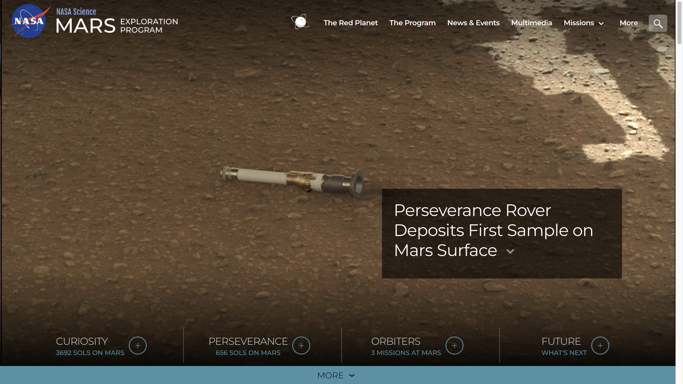 NASA
NASA Science
MARS EXPLORATION PROGRAM
The Red Planet
The Program
News & Events
Multimedia
Missions
More
Perseverance Rover
Deposits First Sample on
Mars Surface
CURIOSITY
3692 SOLS ON MARS
PERSEVERANCE
656 SOLS ON MARS
ORBITERS
3 MISSIONS AT MARS
FUTURE
WHAT'S NEXT
MORE